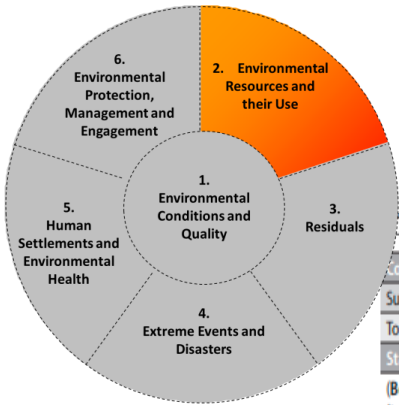 6.
Environmental
Protection,
Management and
Engagement
2. Environmental
Resources and
their Use
1.
Environmental
Conditions and
Quality
3.
Residuals
5.
Human
Settlements and
Environmental
Health
4.
Extreme Events and
Disasters
Su
To
St
(B